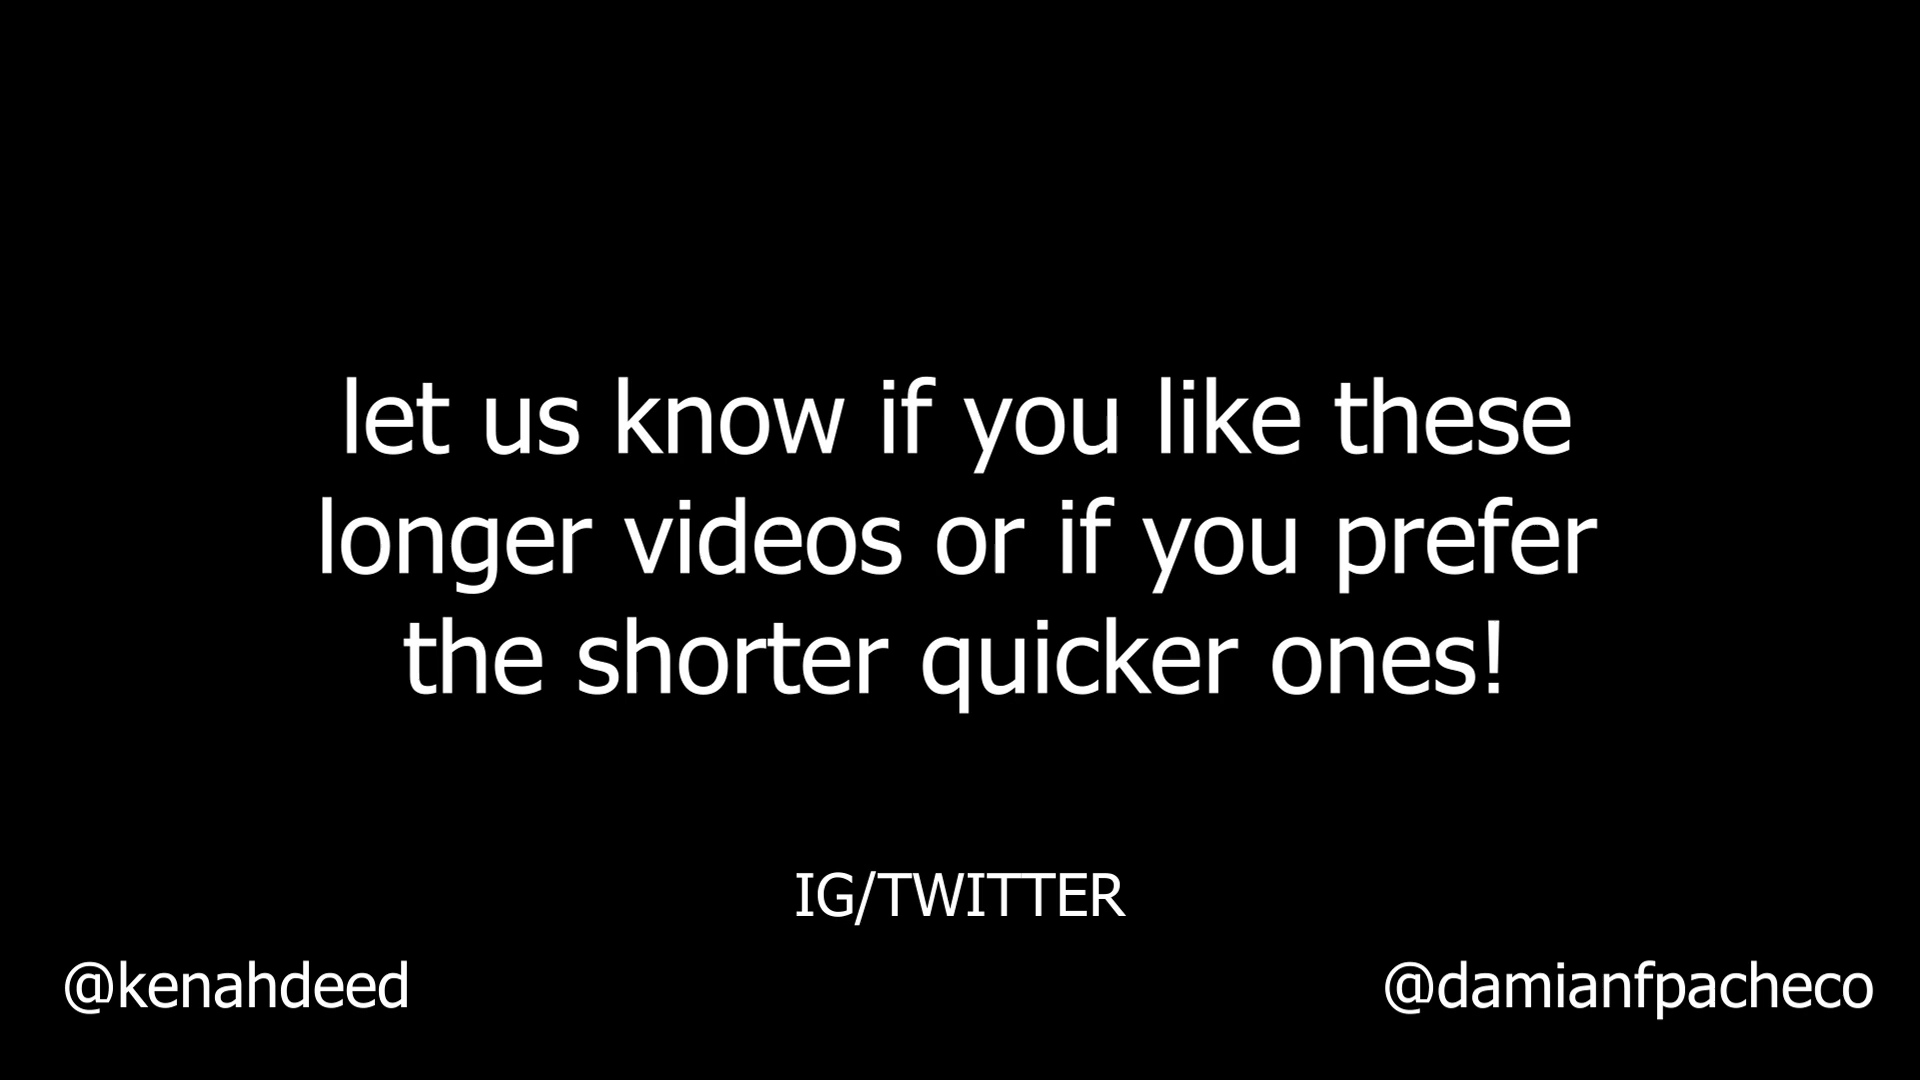 let us know if you like these
longer videos or if you prefer
the shorter quicker ones!
IG/TWITTER
@kenahdeed
@damianfpacheco